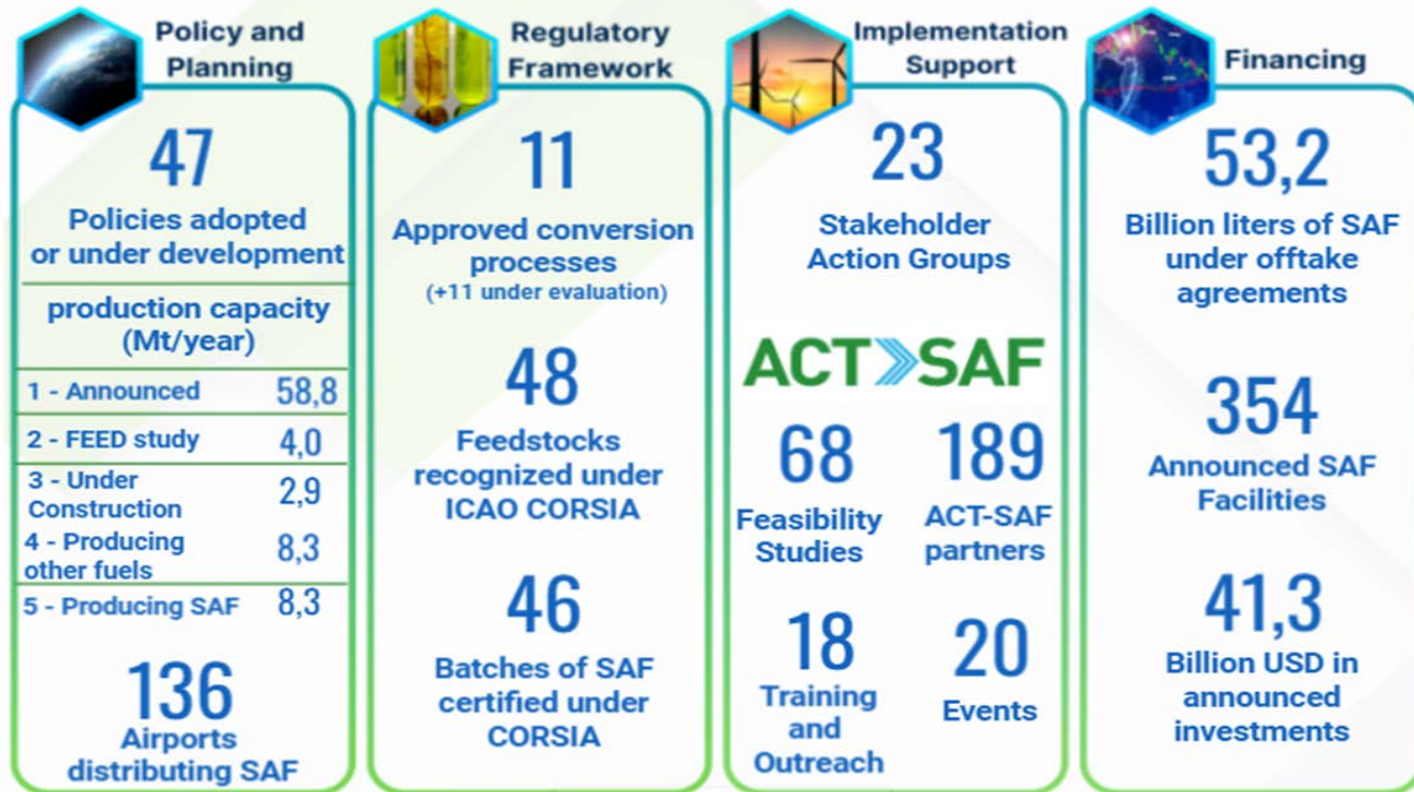 Policy and
Planning
47
Policies adopted
or under development
production capacity
(Mt/year)
1 - Announced 58,8
2 - FEED study 4,0
3 - Under
Construction 2,9
4 - Producing
other fuels 8,3
5 - Producing SAF 8,3
136
Airports
distributing SAF
Regulatory
Framework
11
Approved conversion
processes
(+11 under evaluation)
48
Feedstocks
recognized under
ICAO CORSIA
46
Batches of SAF
certified under
CORSIA
Implementation
Support
23
Stakeholder
Action Groups
ACT SAF
68
Feasibility
Studies
189
ACT-SAF
partners
18
Training
and
Outreach
20
Events
Financing
53,2
Billion liters of SAF
under offtake
agreements
354
Announced SAF
Facilities
41,3
Billion USD in
announced
investments